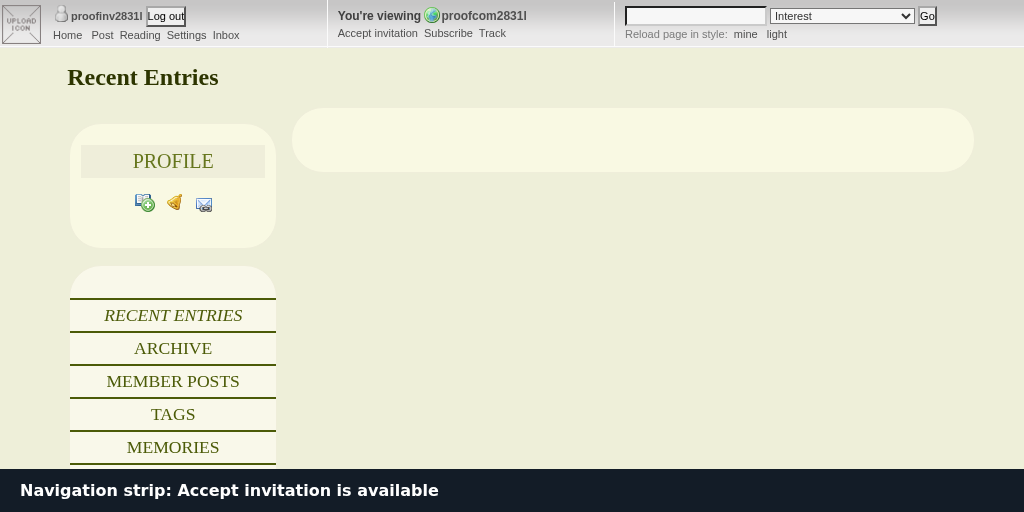 UPLOAD
ICON
proofinv2831l Log out
Home Post Reading Settings Inbox
You're viewing proofcom2831l
Accept invitation Subscribe Track
Interest Go
Reload page in style: mine light
Recent Entries
PROFILE
RECENT ENTRIES
ARCHIVE
MEMBER POSTS
TAGS
MEMORIES
Navigation strip: Accept invitation is available